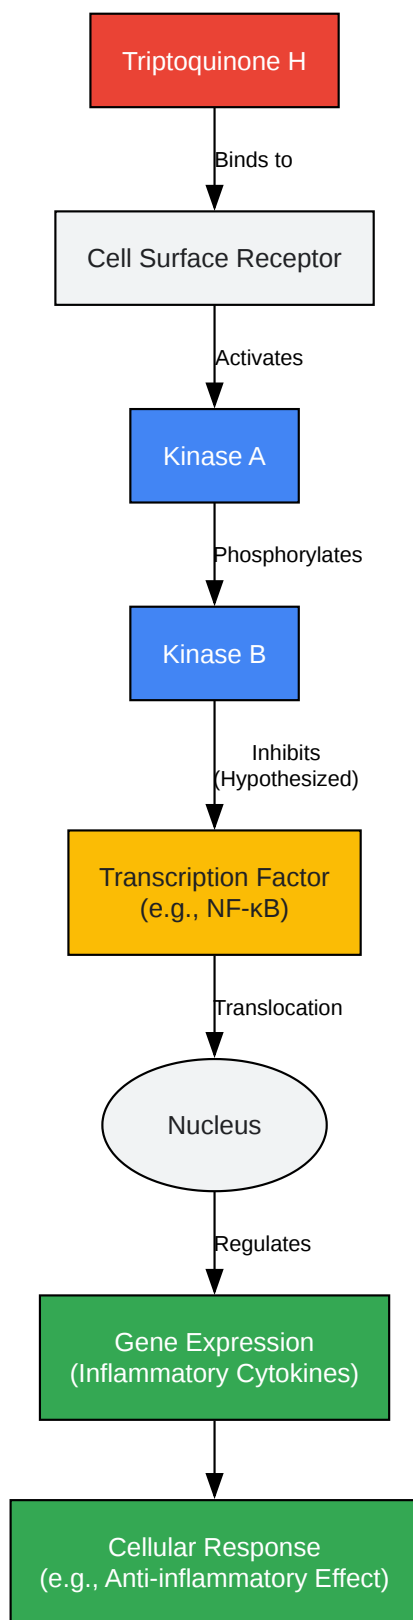 Triptoquinone H
Binds to
Cell Surface Receptor
Activates
Kinase A
Phosphorylates
Kinase B
Inhibits
(Hypothesized)
Transcription Factor
(e.g., NF-κB)
Translocation
Nucleus
Regulates
Gene Expression
(Inflammatory Cytokines)
Cellular Response
(e.g., Anti-inflammatory Effect)